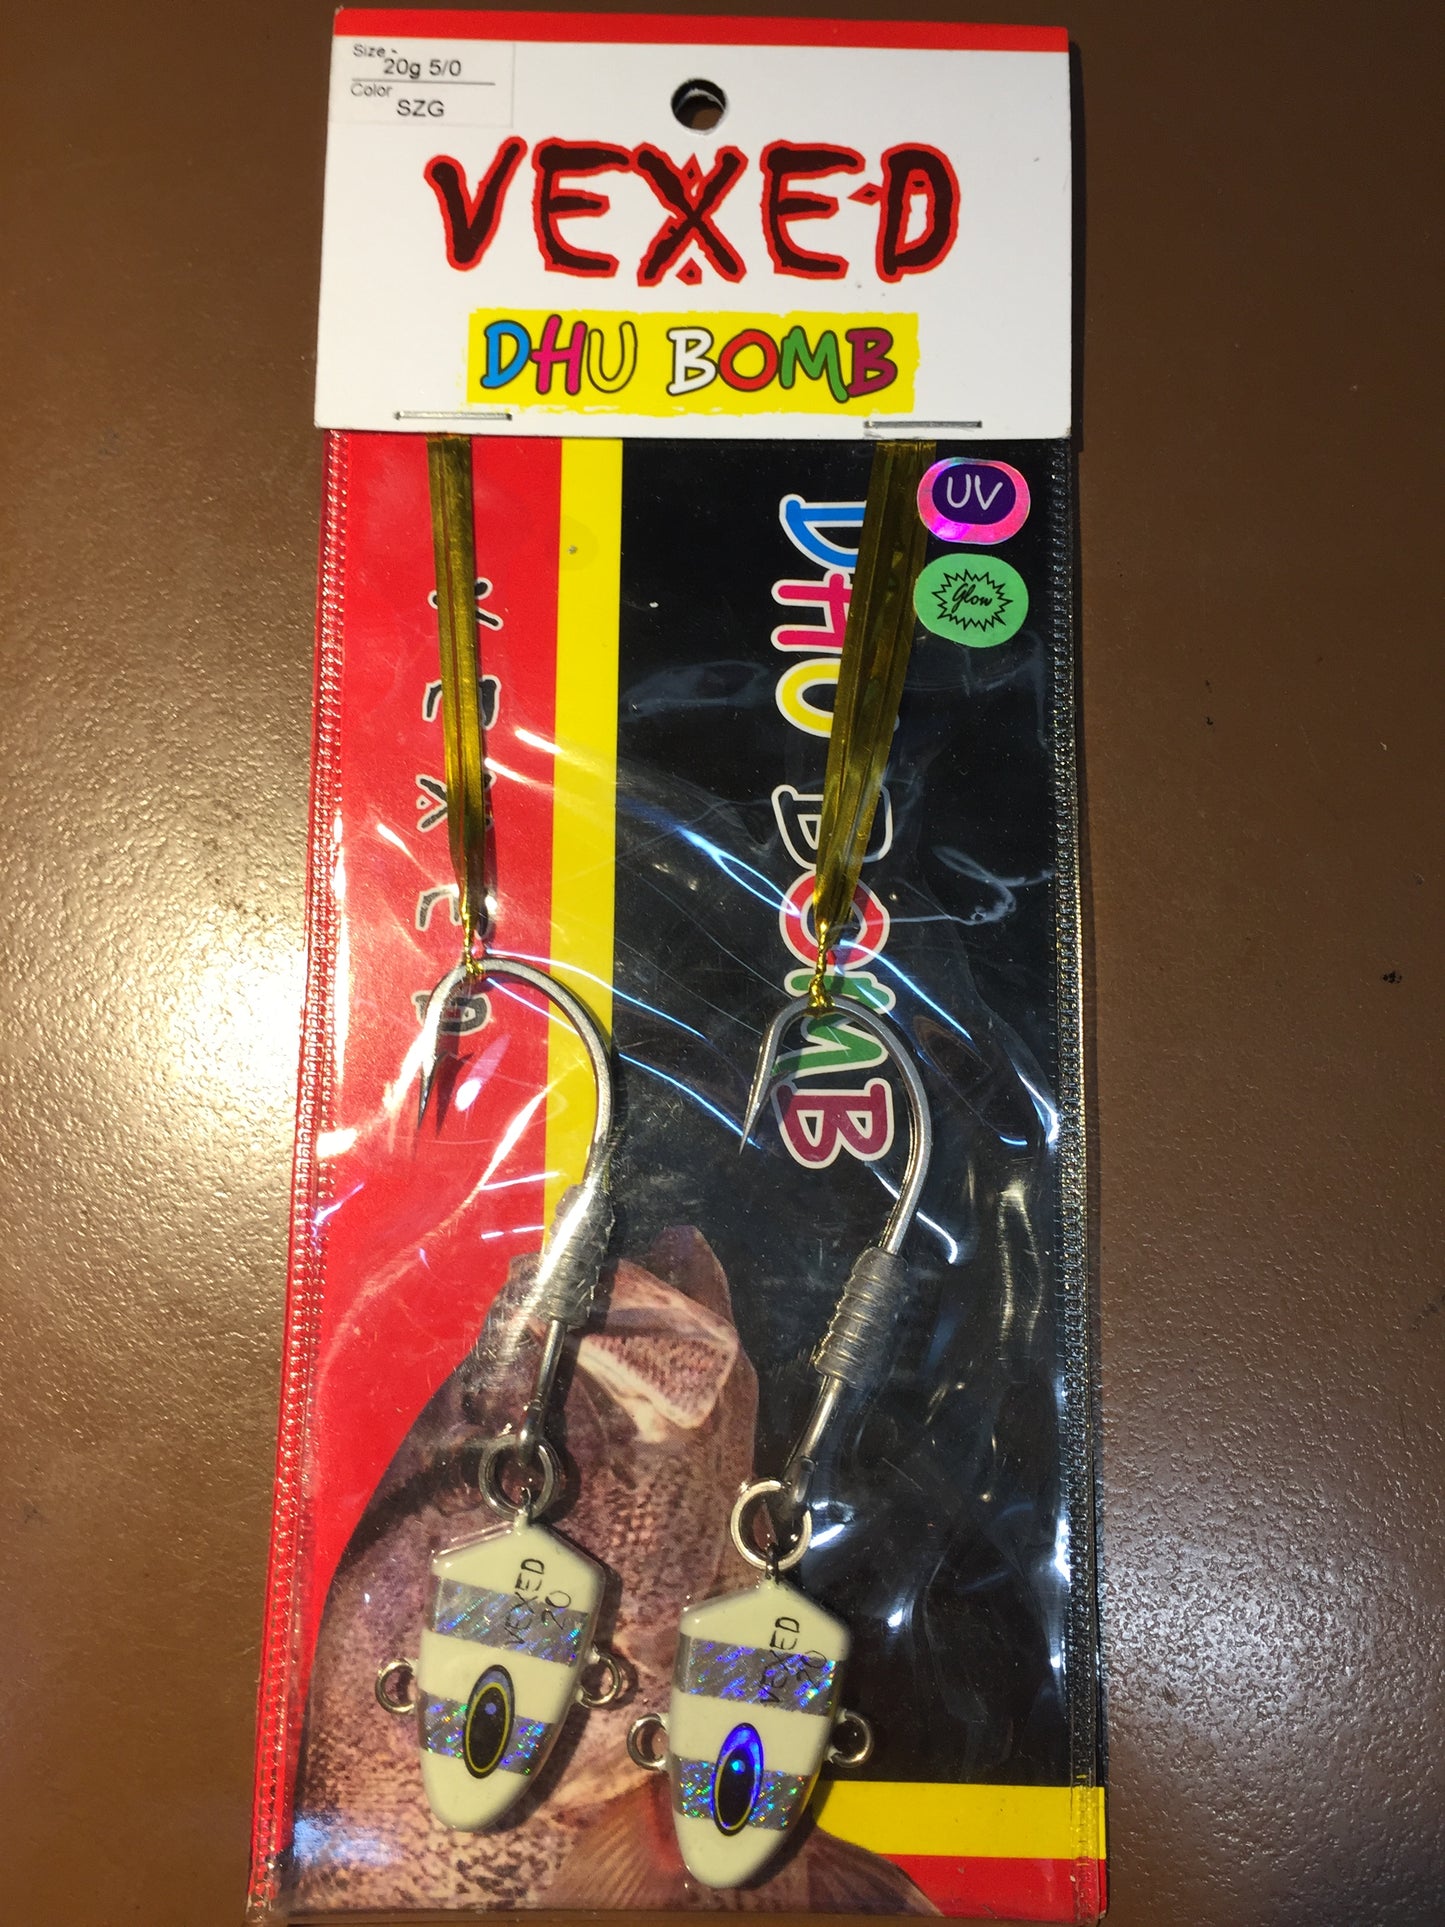 Size
20g 5/0
Color
SZG
VEXED
DHU BOMB
UV
Glow
VEXED
DHU BOMB
VEXED
20
VEXED
20